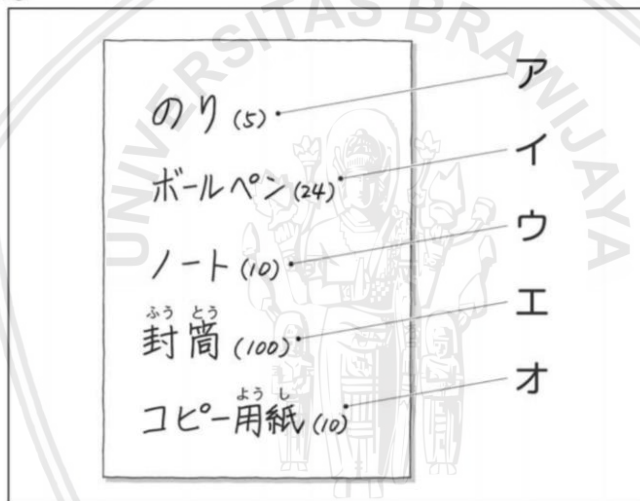 UNIVERSITAS BRAWIJAYA
のり(5) ア
ボールペン(24) イ
ノート(10) ウ
ふうとう
封筒(100) エ
ようし
コピー用紙(10) オ